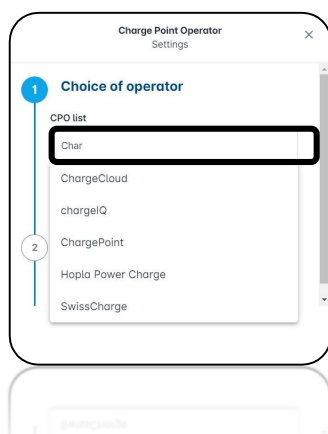 Charge Point Operator
Settings
1
Choice of operator
CPO list
Char
ChargeCloud
chargeIQ
2
ChargePoint
Hopla Power Charge
SwissCharge